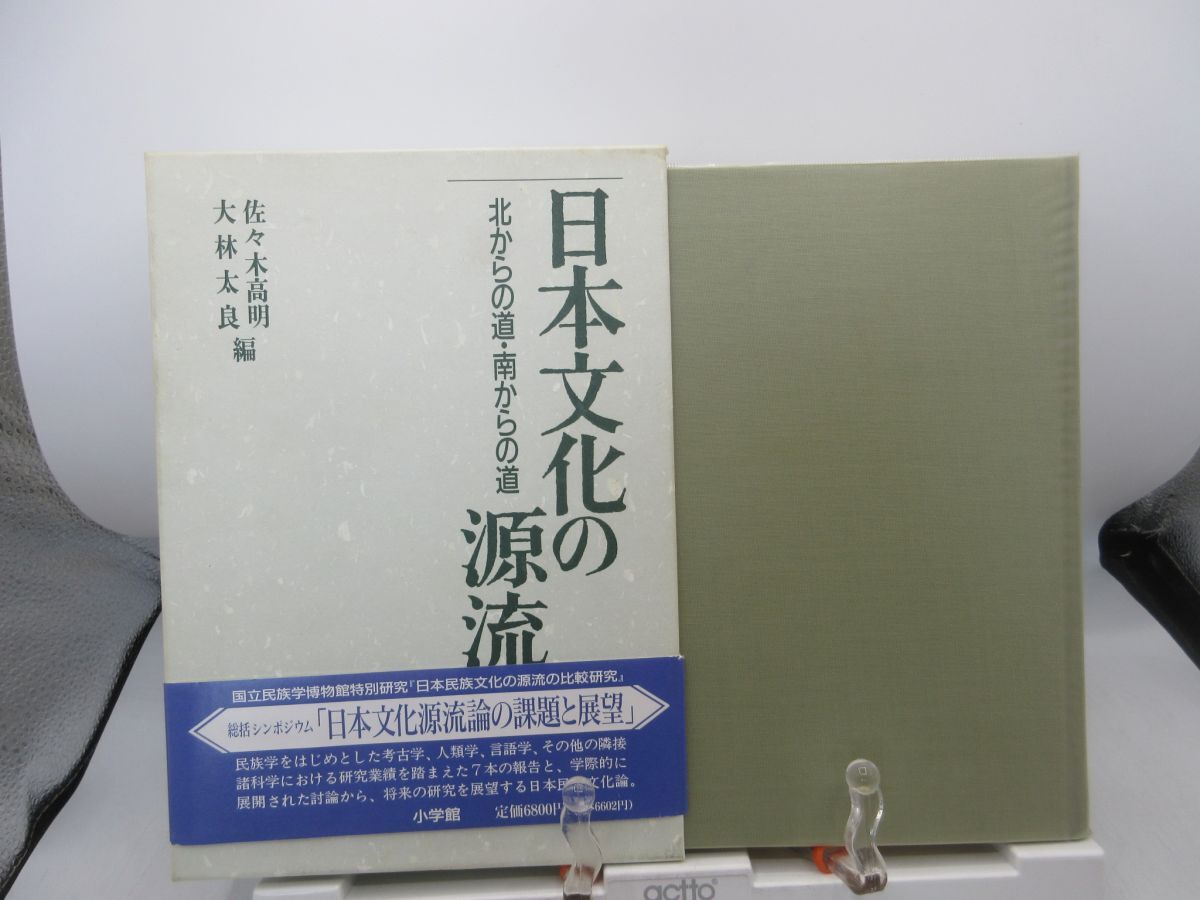 日本文化の
源流
北からの道・南からの道
佐々木高明
大林太良 編
国立民族学博物館特別研究『日本民族文化の源流の比較研究』
総括シンポジウム「日本文化源流論の課題と展望」
民族学をはじめとした考古学、人類学、言語学、その他の隣接
諸科学における研究業績を踏まえた7本の報告と、学際的に
展開された討論から、将来の研究を展望する日本民 文化論。
小学館 定価6800円 6602円)
actto